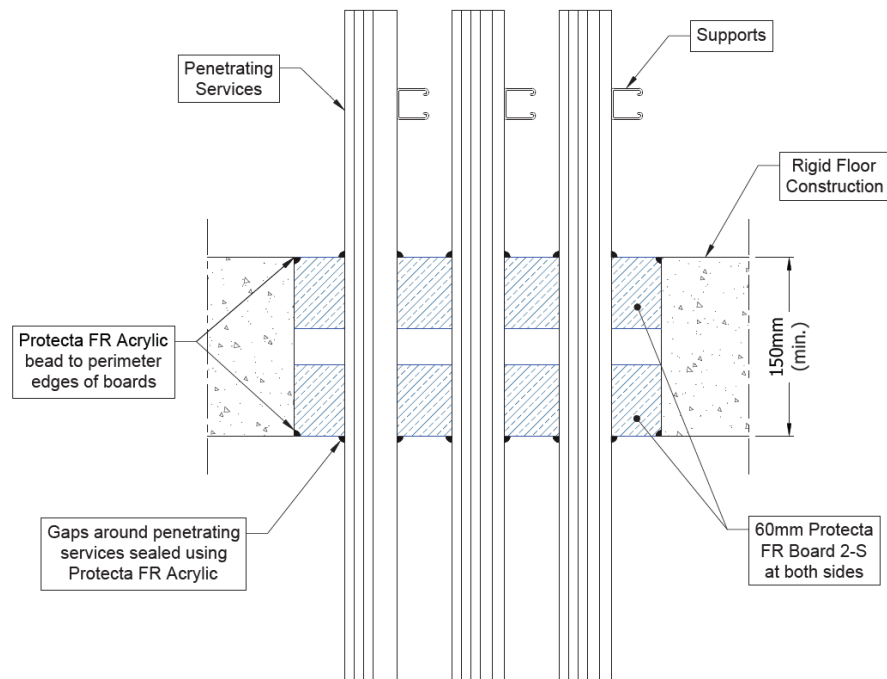 Supports
Penetrating
Services
Rigid Floor
Construction
Protecta FR Acrylic
bead to perimeter
edges of boards
150mm
(min.)
Gaps around penetrating
services sealed using
Protecta FR Acrylic
60mm Protecta
FR Board 2-S
at both sides